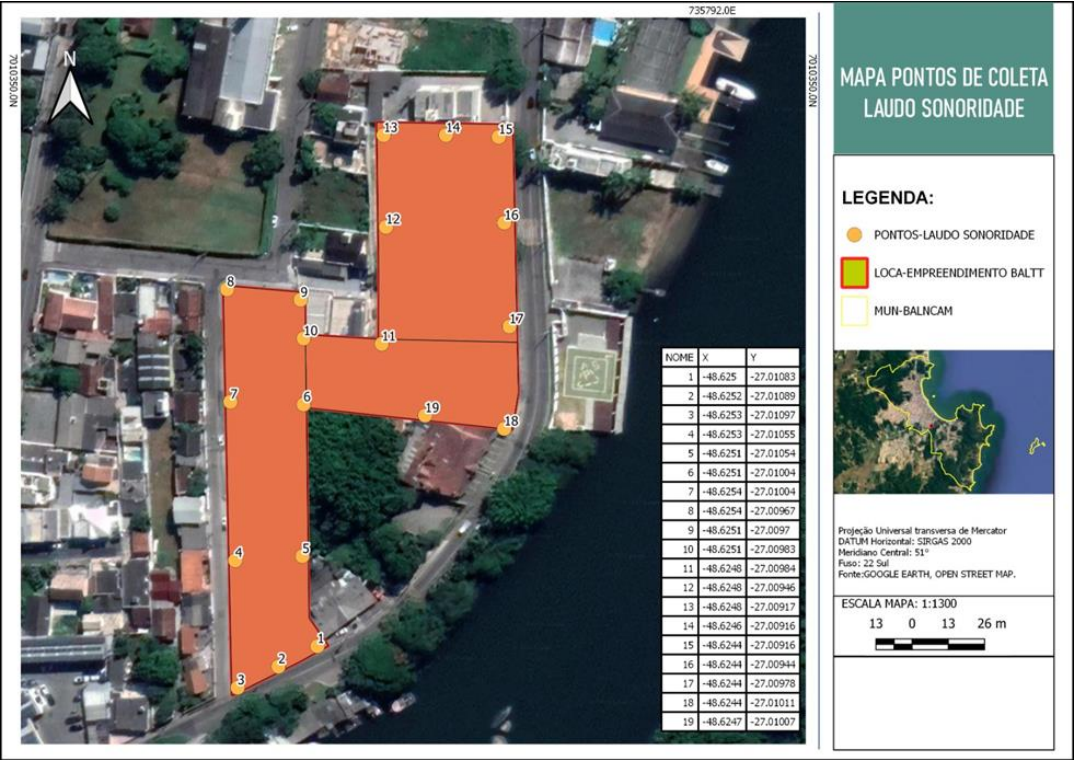 735792.0E
7010350.0N
7010350.0N
N
13
14
15
12
16
8
9
10
11
17
7
6
19
18
4
5
1
2
3
NOME X Y
1 -48.625 -27.01083
2 -48.6252 -27.01089
3 -48.6253 -27.01097
4 -48.6253 -27.01055
5 -48.6251 -27.01054
6 -48.6251 -27.01004
7 -48.6254 -27.01004
8 -48.6254 -27.00967
9 -48.6251 -27.0097
10 -48.6251 -27.00983
11 -48.6248 -27.00984
12 -48.6248 -27.00946
13 -48.6248 -27.00917
14 -48.6246 -27.00916
15 -48.6244 -27.00916
16 -48.6244 -27.00944
17 -48.6244 -27.00978
18 -48.6244 -27.01011
19 -48.6247 -27.01007
MAPA PONTOS DE COLETA
LAUDO SONORIDADE
LEGENDA:
PONTOS-LAUDO SONORIDADE
LOCA-EMPREENDIMENTO BALTT
MUN-BALNCAM
Projeção Universal transversa de Mercator
DATUM Horizontal: SIRGAS 2000
Meridiano Central: 51°
Fuso: 22 Sul
Fonte:GOOGLE EARTH, OPEN STREET MAP.
ESCALA MAPA: 1:1300
13 0 13 26 m